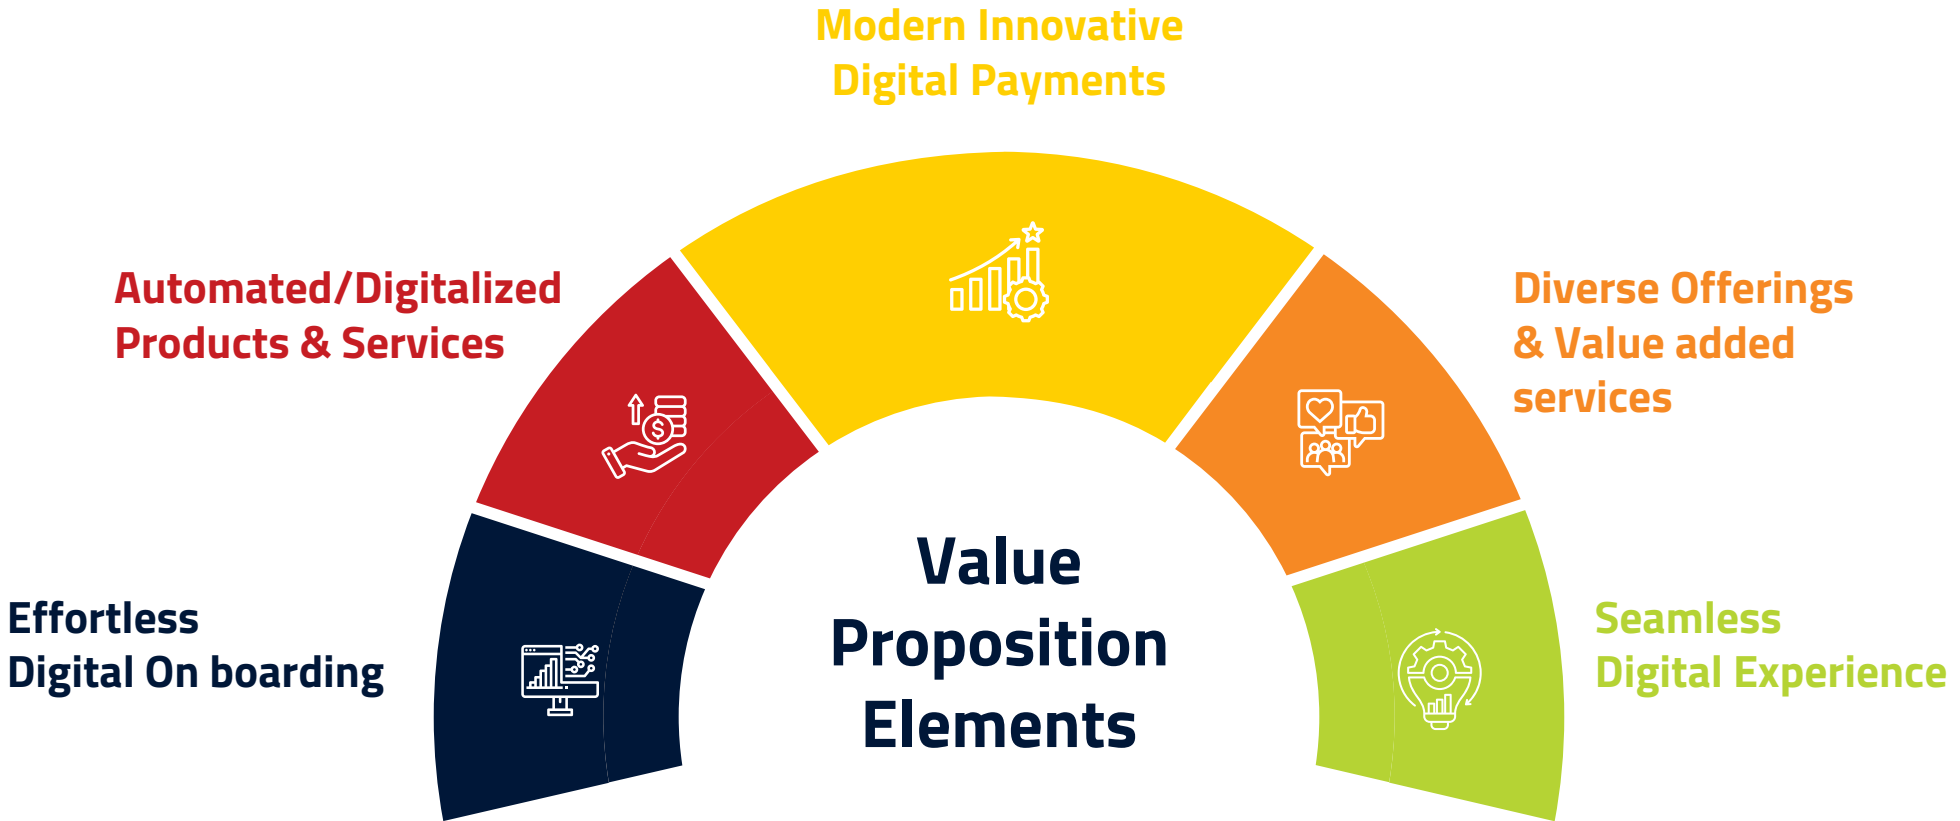 Modern Innovative
Digital Payments
Automated/Digitalized
Products & Services
Diverse Offerings
& Value added
services
Effortless
Digital On boarding
Value
Proposition
Elements
Seamless
Digital Experience